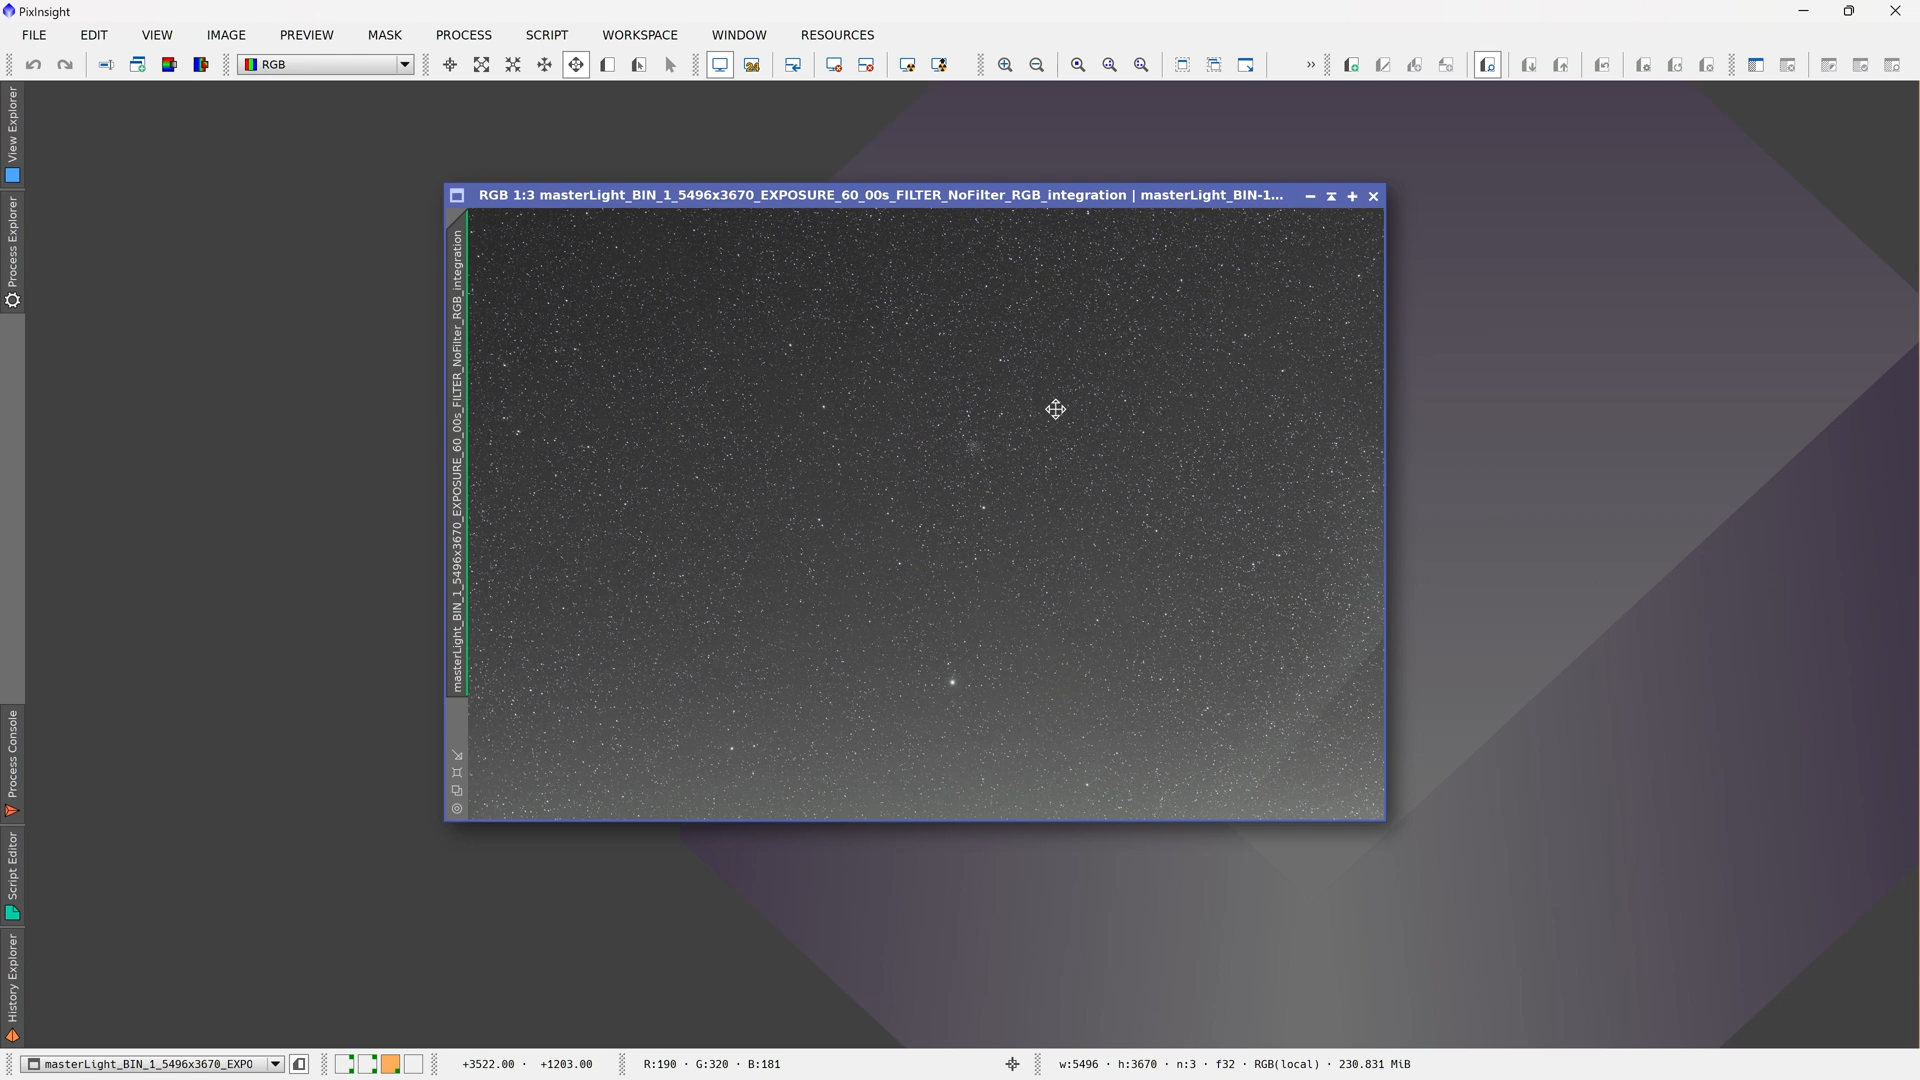 PixInsight
FILE EDIT VIEW IMAGE PREVIEW MASK PROCESS SCRIPT WORKSPACE WINDOW RESOURCES
RGB
View Explorer
Process Explorer
Process Console
Script Editor
History Explorer
RGB 1:3 masterLight_BIN_1_5496x3670_EXPOSURE_60_00s_FILTER_NoFilter_RGB_integration | masterLight_BIN-1...
masterLight_BIN_1_5496x3670_EXPOSURE_60_00s_FILTER_NoFilter_RGB_integration
masterLight_BIN_1_5496x3670_EXPO
+3522.00 · +1203.00
R:190 · G:320 · B:181
w:5496 · h:3670 · n:3 · f32 · RGB(local) · 230.831 MiB